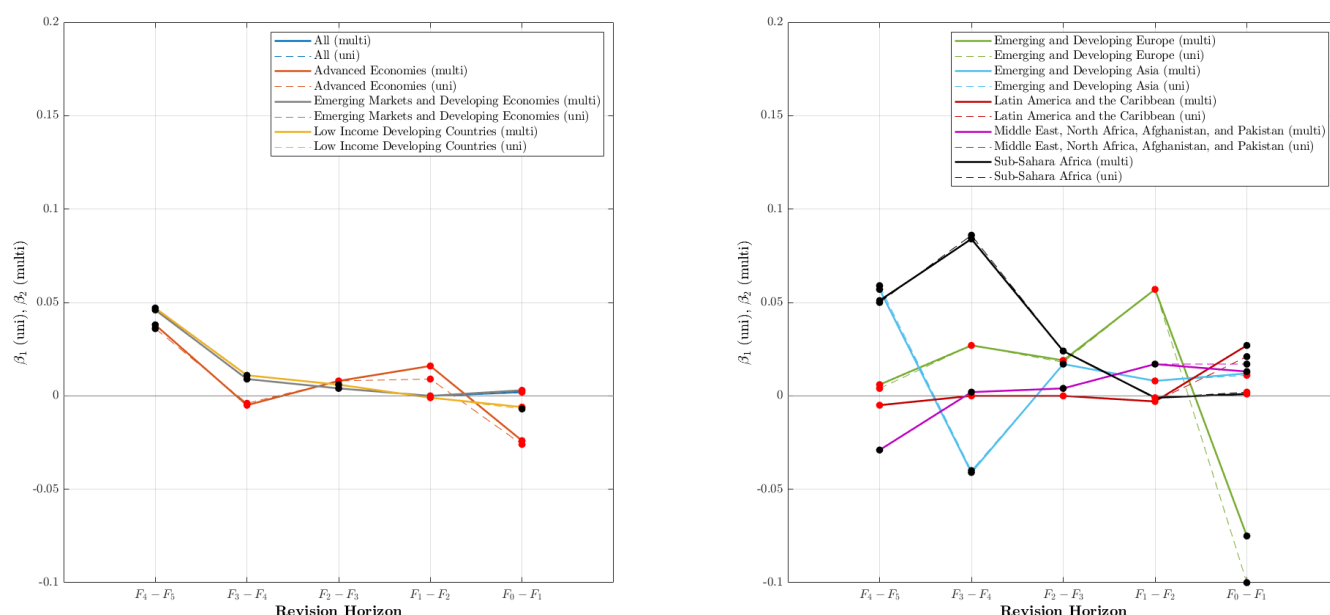 0.2
0.15
0.1
0.05
0
-0.05
-0.1
β₁ (uni), β₂ (multi)
All (multi)
All (uni)
Advanced Economies (multi)
Advanced Economies (uni)
Emerging Markets and Developing Economies (multi)
Emerging Markets and Developing Economies (uni)
Low Income Developing Countries (multi)
Low Income Developing Countries (uni)
F₄ − F₅ F₃ − F₄ F₂ − F₃ F₁ − F₂ F₀ − F₁
Revision Horizon
0.2
0.15
0.1
0.05
0
-0.05
-0.1
β₁ (uni), β₂ (multi)
Emerging and Developing Europe (multi)
Emerging and Developing Europe (uni)
Emerging and Developing Asia (multi)
Emerging and Developing Asia (uni)
Latin America and the Caribbean (multi)
Latin America and the Caribbean (uni)
Middle East, North Africa, Afghanistan, and Pakistan (multi)
Middle East, North Africa, Afghanistan, and Pakistan (uni)
Sub-Sahara Africa (multi)
Sub-Sahara Africa (uni)
F₄ − F₅ F₃ − F₄ F₂ − F₃ F₁ − F₂ F₀ − F₁
Revision Horizon